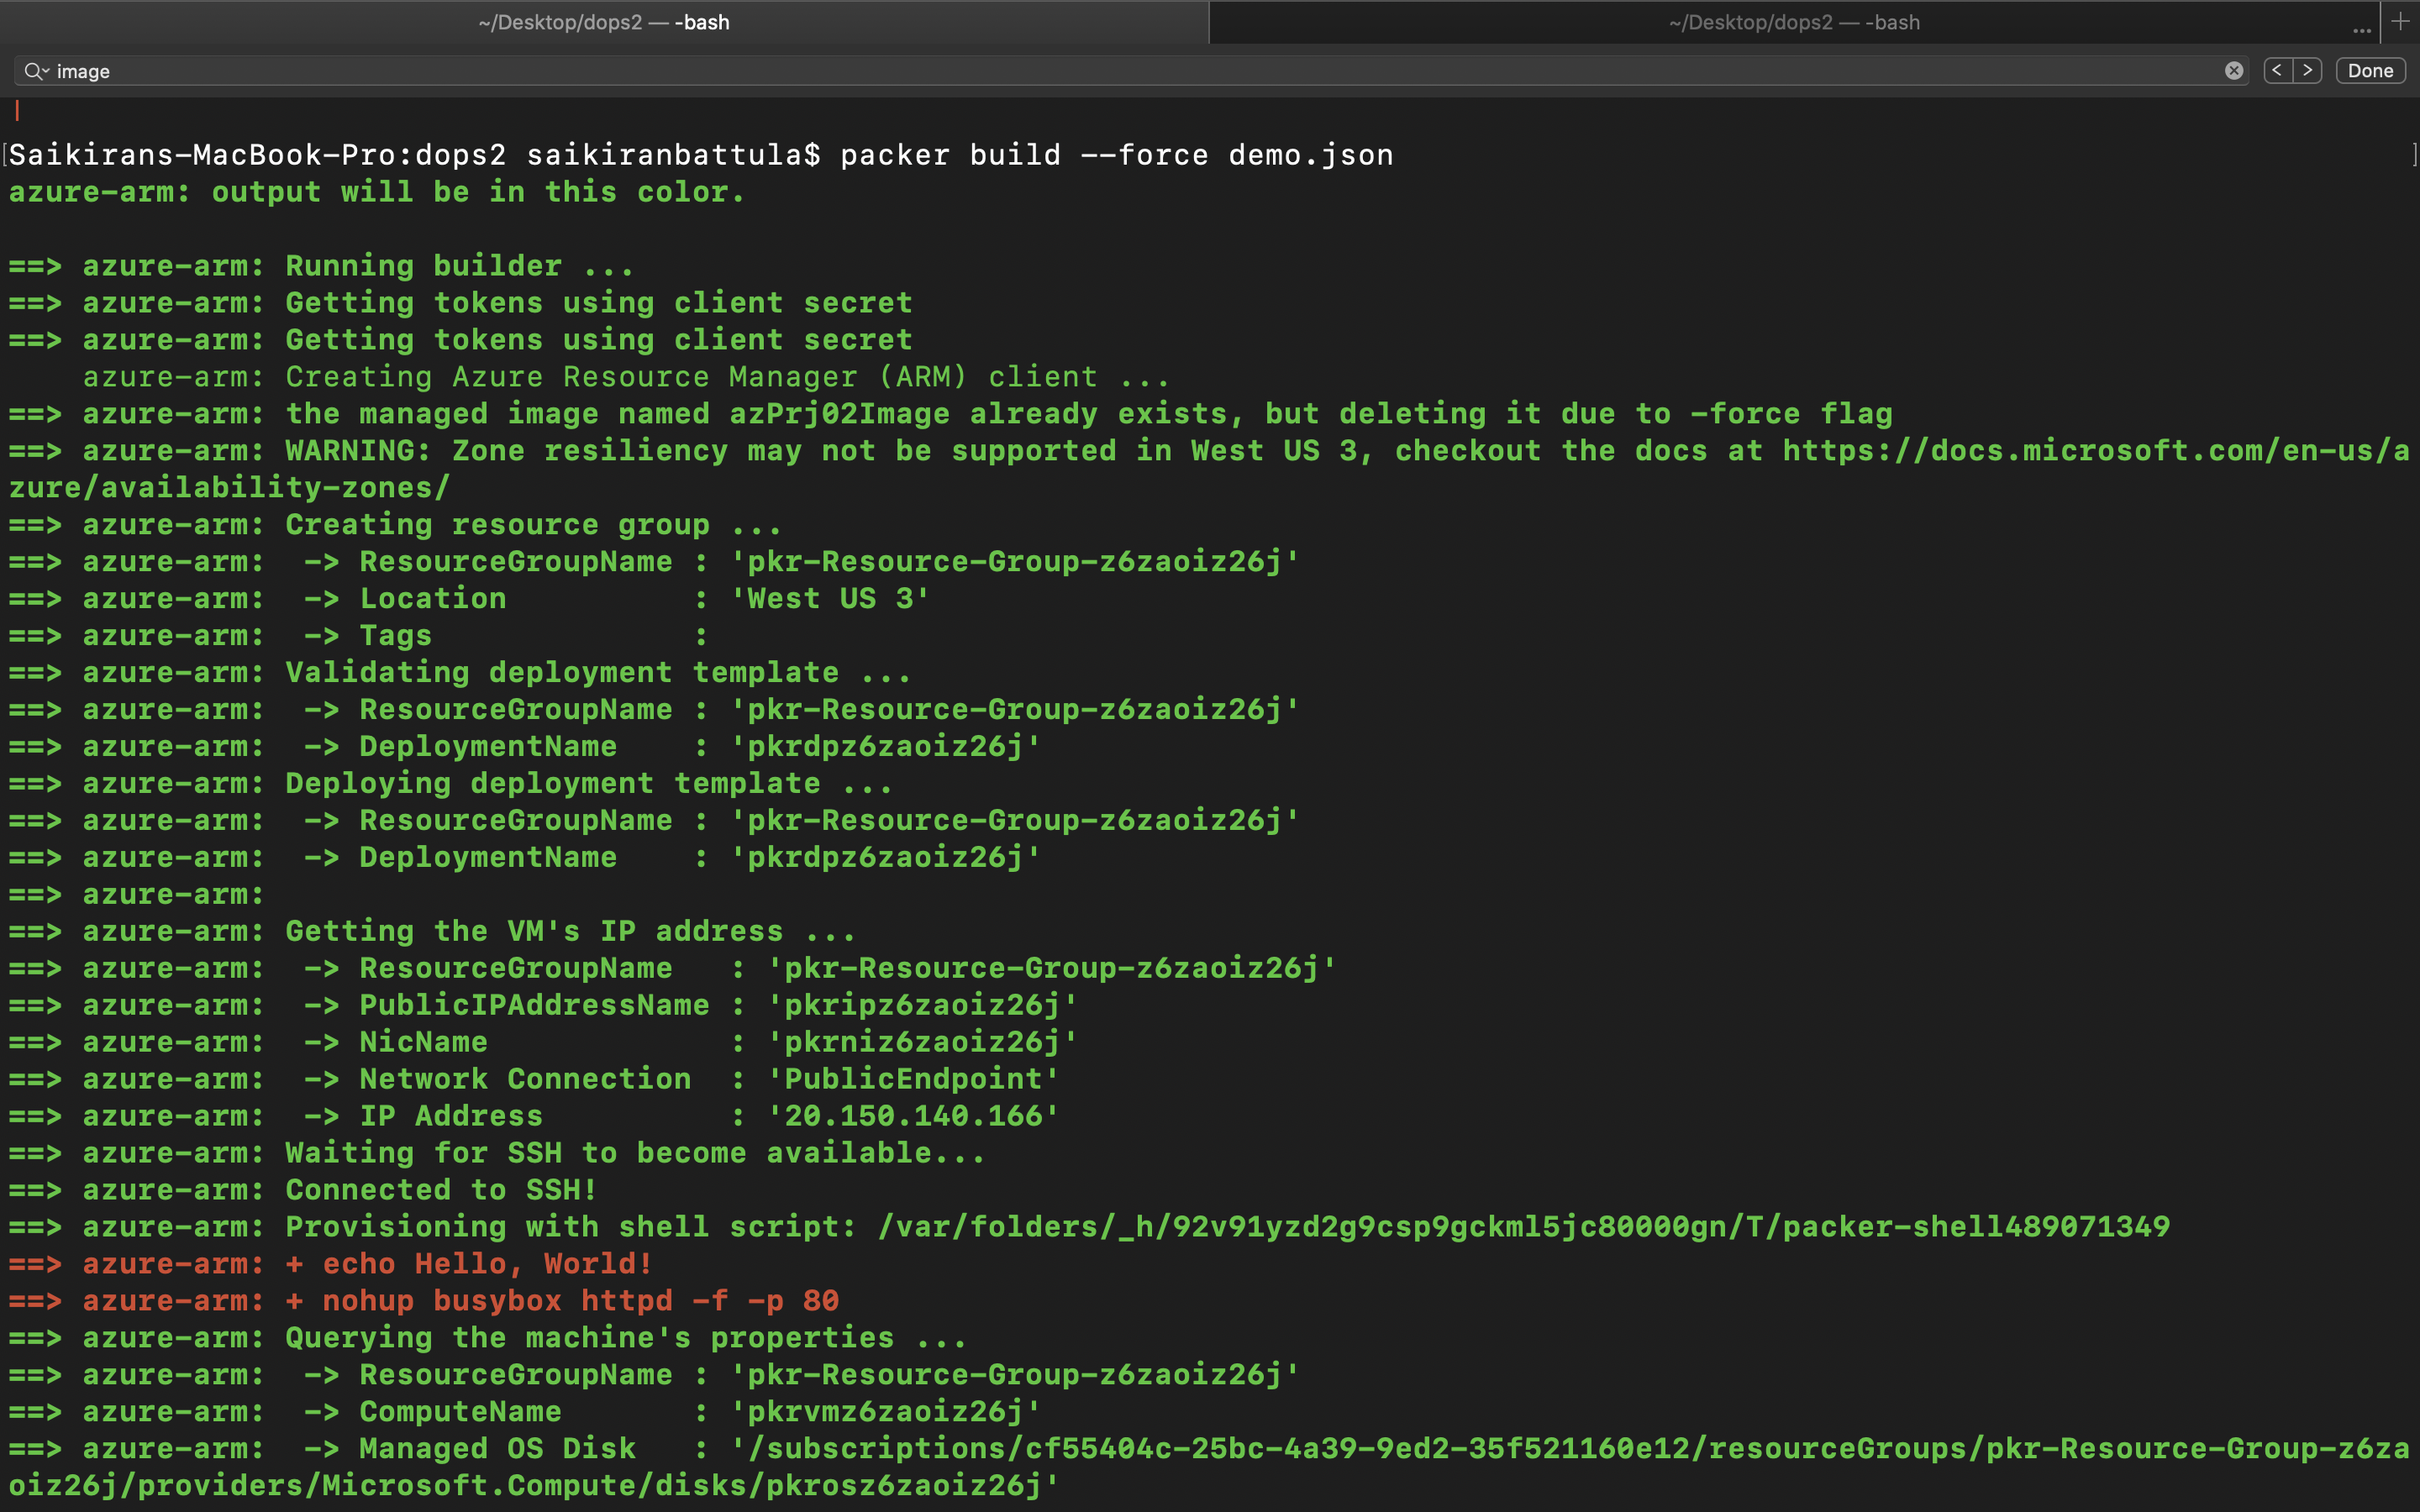 ~/Desktop/dops2 — -bash
~/Desktop/dops2 — -bash
...
+
image
< >
Done
[Saikirans-MacBook-Pro:dops2 saikiranbattula$ packer build --force demo.json ]
azure-arm: output will be in this color.
==> azure-arm: Running builder ...
==> azure-arm: Getting tokens using client secret
==> azure-arm: Getting tokens using client secret
    azure-arm: Creating Azure Resource Manager (ARM) client ...
==> azure-arm: the managed image named azPrj02Image already exists, but deleting it due to -force flag
==> azure-arm: WARNING: Zone resiliency may not be supported in West US 3, checkout the docs at https://docs.microsoft.com/en-us/a
zure/availability-zones/
==> azure-arm: Creating resource group ...
==> azure-arm:  -> ResourceGroupName : 'pkr-Resource-Group-z6zaoiz26j'
==> azure-arm:  -> Location          : 'West US 3'
==> azure-arm:  -> Tags              :
==> azure-arm: Validating deployment template ...
==> azure-arm:  -> ResourceGroupName : 'pkr-Resource-Group-z6zaoiz26j'
==> azure-arm:  -> DeploymentName    : 'pkrdpz6zaoiz26j'
==> azure-arm: Deploying deployment template ...
==> azure-arm:  -> ResourceGroupName : 'pkr-Resource-Group-z6zaoiz26j'
==> azure-arm:  -> DeploymentName    : 'pkrdpz6zaoiz26j'
==> azure-arm:
==> azure-arm: Getting the VM's IP address ...
==> azure-arm:  -> ResourceGroupName   : 'pkr-Resource-Group-z6zaoiz26j'
==> azure-arm:  -> PublicIPAddressName : 'pkripz6zaoiz26j'
==> azure-arm:  -> NicName             : 'pkrniz6zaoiz26j'
==> azure-arm:  -> Network Connection  : 'PublicEndpoint'
==> azure-arm:  -> IP Address          : '20.150.140.166'
==> azure-arm: Waiting for SSH to become available...
==> azure-arm: Connected to SSH!
==> azure-arm: Provisioning with shell script: /var/folders/_h/92v91yzd2g9csp9gckml5jc80000gn/T/packer-shell489071349
==> azure-arm: + echo Hello, World!
==> azure-arm: + nohup busybox httpd -f -p 80
==> azure-arm: Querying the machine's properties ...
==> azure-arm:  -> ResourceGroupName : 'pkr-Resource-Group-z6zaoiz26j'
==> azure-arm:  -> ComputeName       : 'pkrvmz6zaoiz26j'
==> azure-arm:  -> Managed OS Disk   : '/subscriptions/cf55404c-25bc-4a39-9ed2-35f521160e12/resourceGroups/pkr-Resource-Group-z6za
oiz26j/providers/Microsoft.Compute/disks/pkrosz6zaoiz26j'